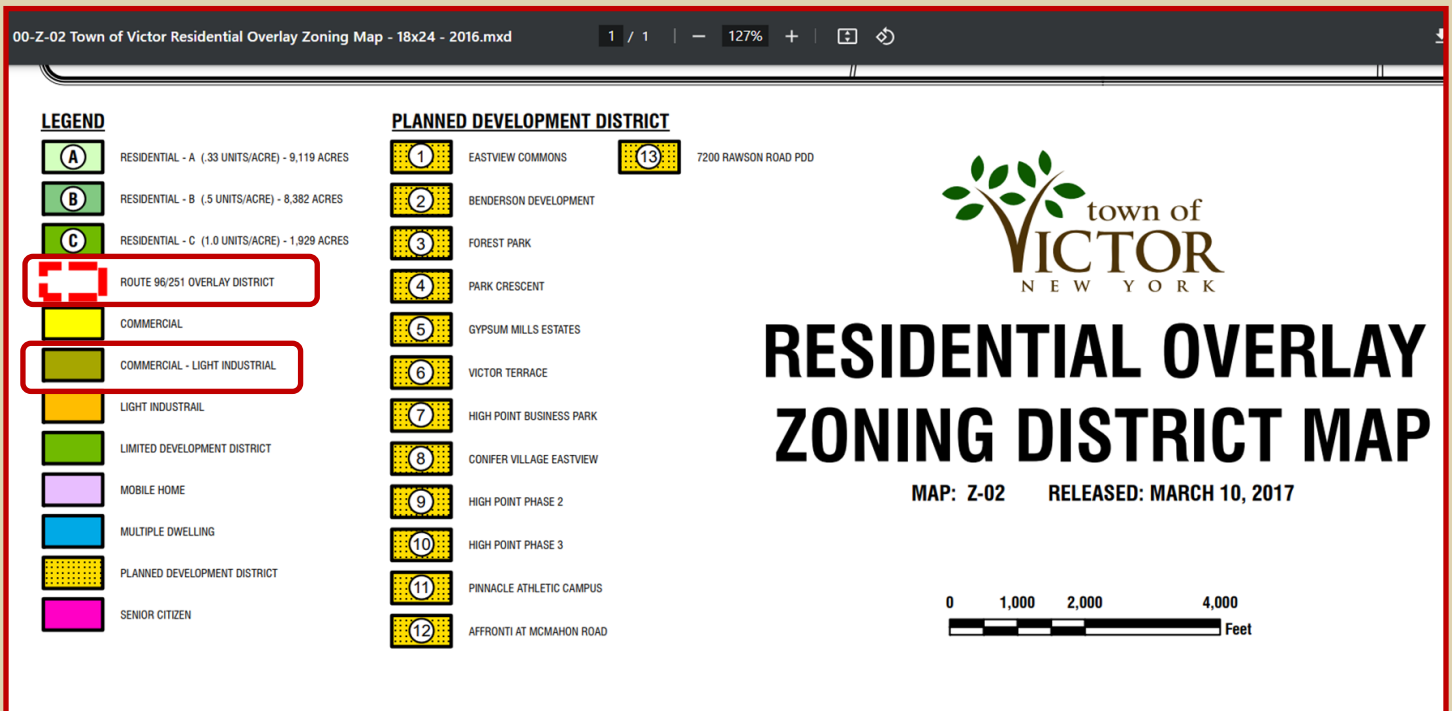 00-Z-02 Town of Victor Residential Overlay Zoning Map - 18x24 - 2016.mxd
1 / 1
127%
LEGEND
A RESIDENTIAL - A (.33 UNITS/ACRE) - 9,119 ACRES
B RESIDENTIAL - B (.5 UNITS/ACRE) - 8,382 ACRES
C RESIDENTIAL - C (1.0 UNITS/ACRE) - 1,929 ACRES
ROUTE 96/251 OVERLAY DISTRICT
COMMERCIAL
COMMERCIAL - LIGHT INDUSTRIAL
LIGHT INDUSTRAIL
LIMITED DEVELOPMENT DISTRICT
MOBILE HOME
MULTIPLE DWELLING
PLANNED DEVELOPMENT DISTRICT
SENIOR CITIZEN
PLANNED DEVELOPMENT DISTRICT
1 EASTVIEW COMMONS
2 BENDERSON DEVELOPMENT
3 FOREST PARK
4 PARK CRESCENT
5 GYPSUM MILLS ESTATES
6 VICTOR TERRACE
7 HIGH POINT BUSINESS PARK
8 CONIFER VILLAGE EASTVIEW
9 HIGH POINT PHASE 2
10 HIGH POINT PHASE 3
11 PINNACLE ATHLETIC CAMPUS
12 AFFRONTI AT MCMAHON ROAD
13 7200 RAWSON ROAD PDD
town of
VICTOR
NEW YORK
RESIDENTIAL OVERLAY
ZONING DISTRICT MAP
MAP: Z-02 RELEASED: MARCH 10, 2017
0 1,000 2,000 4,000
Feet